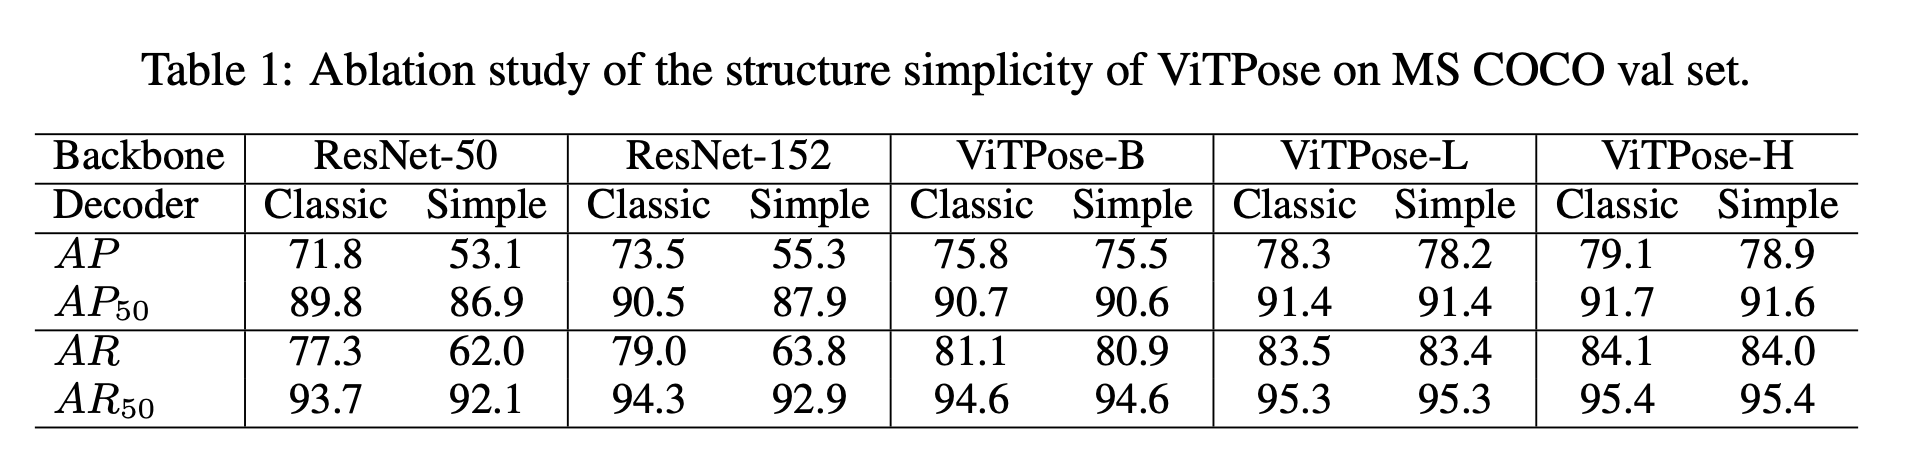 Table 1: Ablation study of the structure simplicity of ViTPose on MS COCO val set.
Backbone ResNet-50 ResNet-152 ViTPose-B ViTPose-L ViTPose-H
Decoder Classic Simple Classic Simple Classic Simple Classic Simple Classic Simple
AP 71.8 53.1 73.5 55.3 75.8 75.5 78.3 78.2 79.1 78.9
AP50 89.8 86.9 90.5 87.9 90.7 90.6 91.4 91.4 91.7 91.6
AR 77.3 62.0 79.0 63.8 81.1 80.9 83.5 83.4 84.1 84.0
AR50 93.7 92.1 94.3 92.9 94.6 94.6 95.3 95.3 95.4 95.4